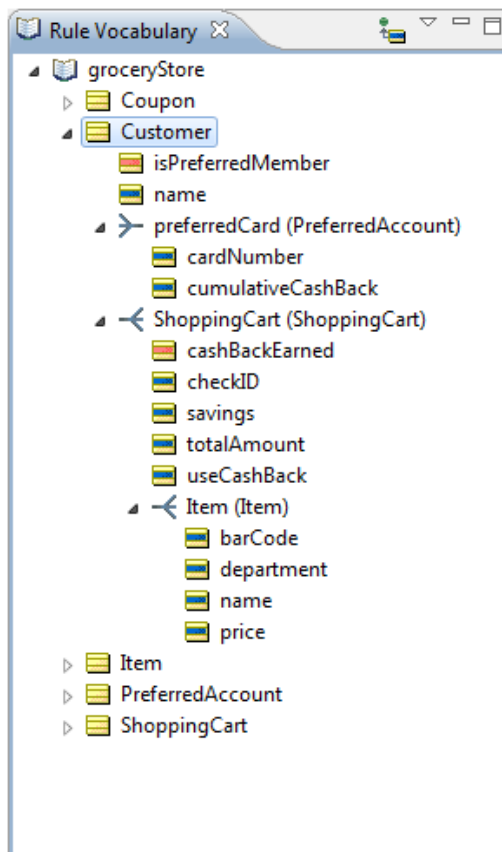 Rule Vocabulary
groceryStore
Coupon
Customer
isPreferredMember
name
preferredCard (PreferredAccount)
cardNumber
cumulativeCashBack
ShoppingCart (ShoppingCart)
cashBackEarned
checkID
savings
totalAmount
useCashBack
Item (Item)
barCode
department
name
price
Item
PreferredAccount
ShoppingCart